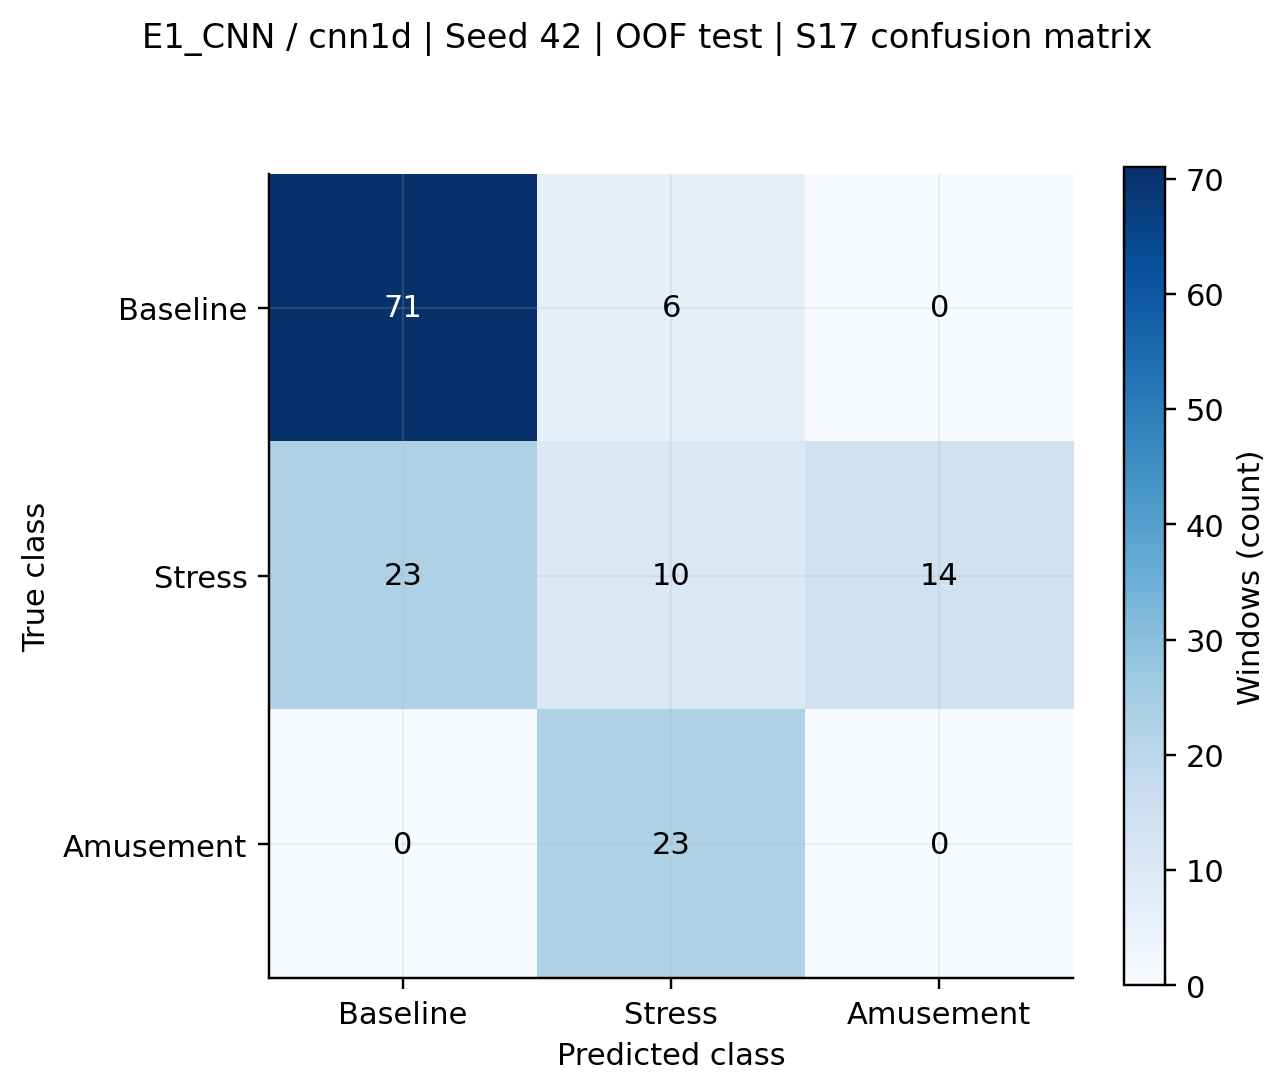 E1_CNN / cnn1d | Seed 42 | OOF test | S17 confusion matrix
Baseline 71 6 0
Stress 23 10 14
Amusement 0 23 0
Baseline Stress Amusement
Predicted class
True class
70
60
50
40
30
20
10
0
Windows (count)